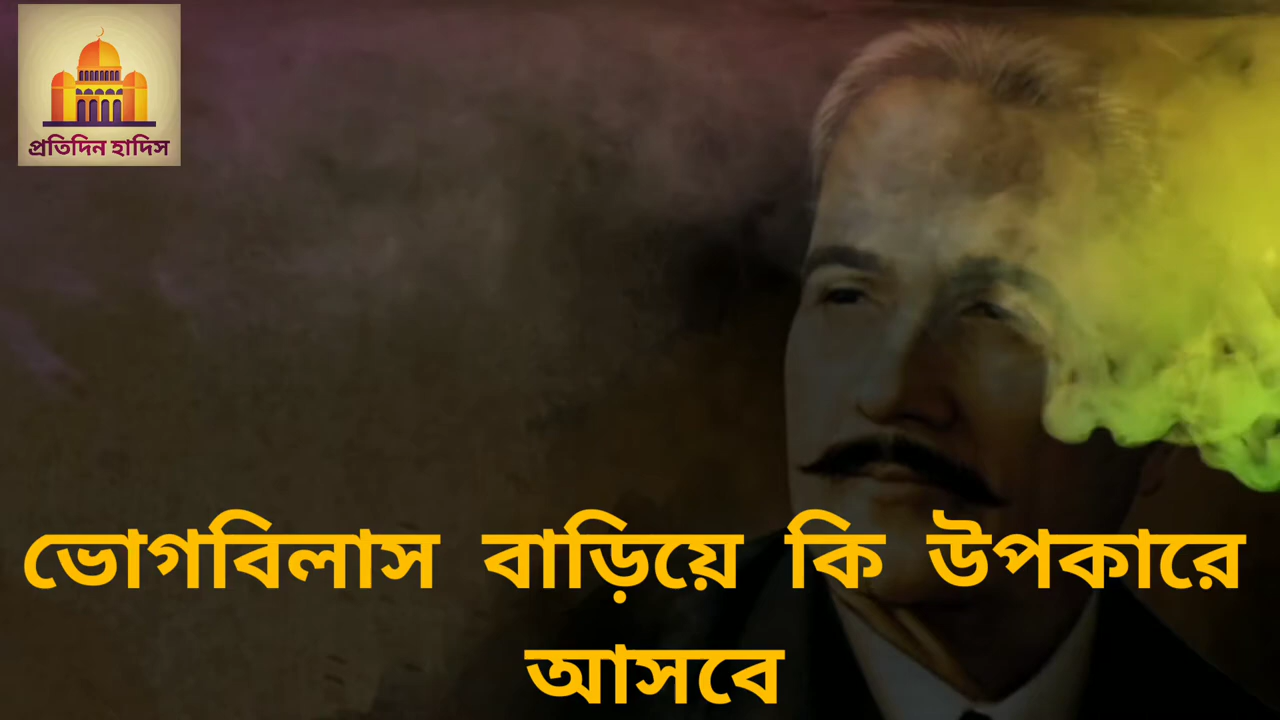 প্রতিদিন হাদিস
ভোগবিলাস বাড়িয়ে কি উপকারে
আসবে